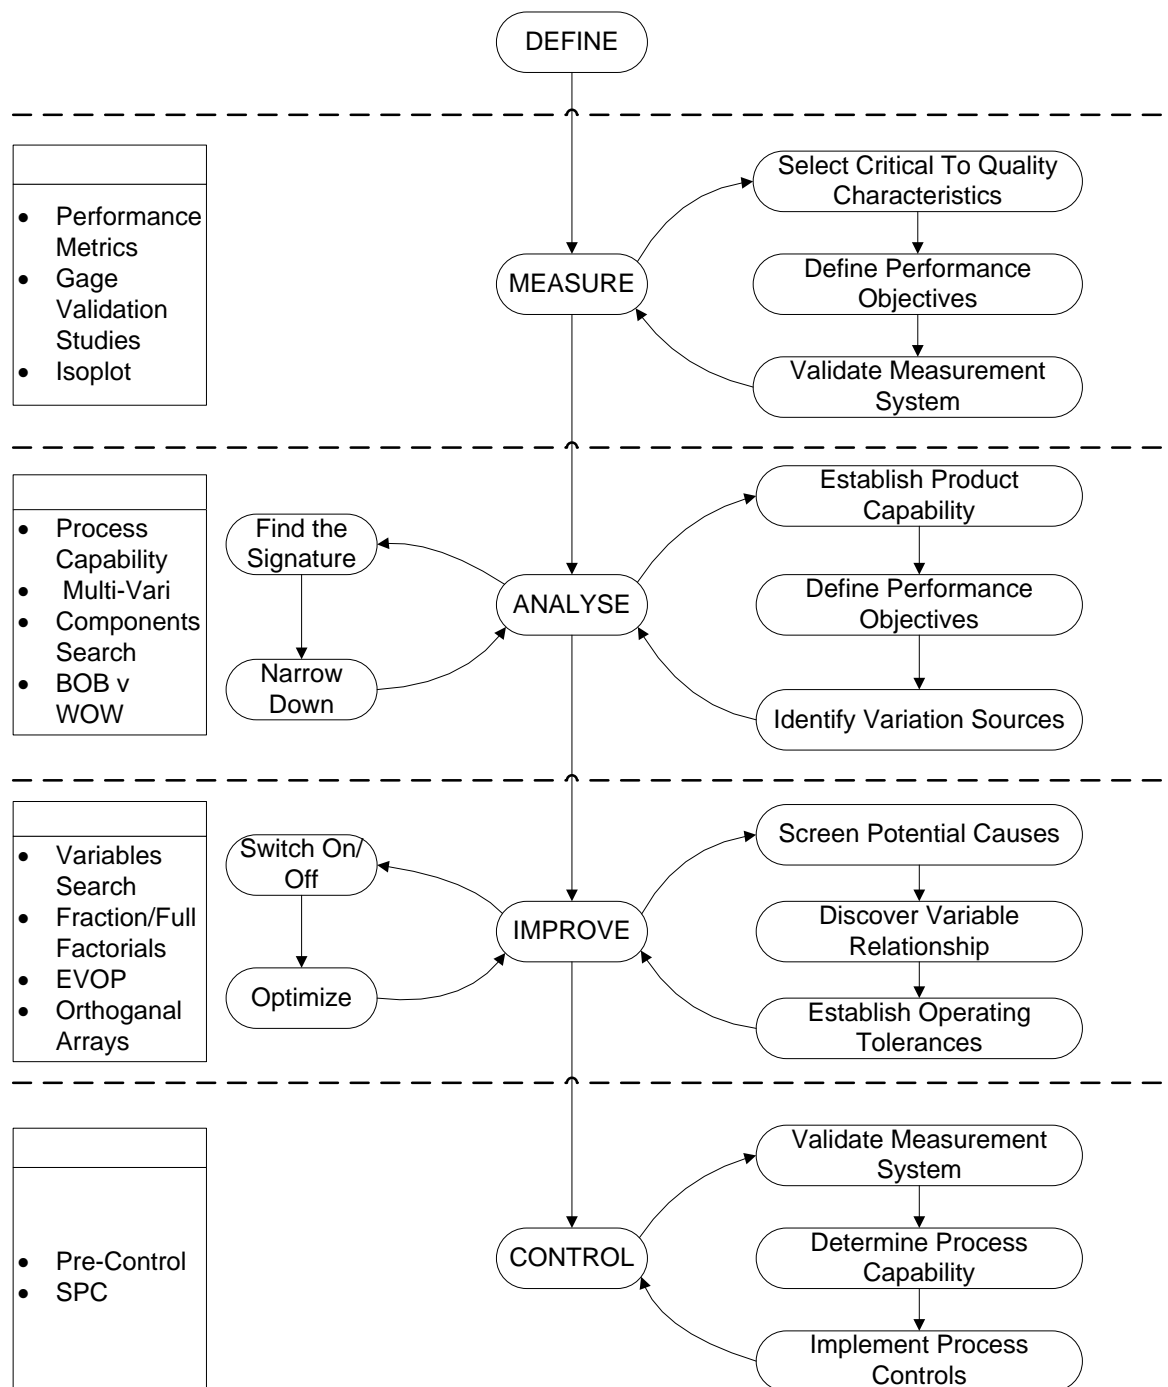 DEFINE
Performance
Metrics
Gage
Validation
Studies
Isoplot
MEASURE
Select Critical To Quality
Characteristics
Define Performance
Objectives
Validate Measurement
System
Process
Capability
Multi-Vari
Components
Search
BOB v
WOW
Find the
Signature
Narrow
Down
ANALYSE
Establish Product
Capability
Define Performance
Objectives
Identify Variation Sources
Variables
Search
Fraction/Full
Factorials
EVOP
Orthoganal
Arrays
Switch On/
Off
Optimize
IMPROVE
Screen Potential Causes
Discover Variable
Relationship
Establish Operating
Tolerances
Pre-Control
SPC
CONTROL
Validate Measurement
System
Determine Process
Capability
Implement Process
Controls